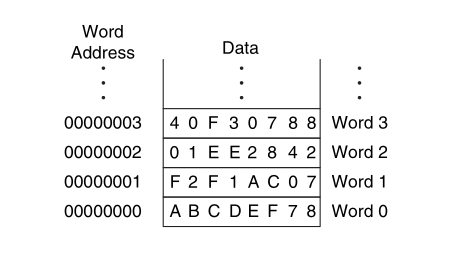 Word
Address
Data
00000003 4 0 F 3 0 7 8 8 Word 3
00000002 0 1 E E 2 8 4 2 Word 2
00000001 F 2 F 1 A C 0 7 Word 1
00000000 A B C D E F 7 8 Word 0